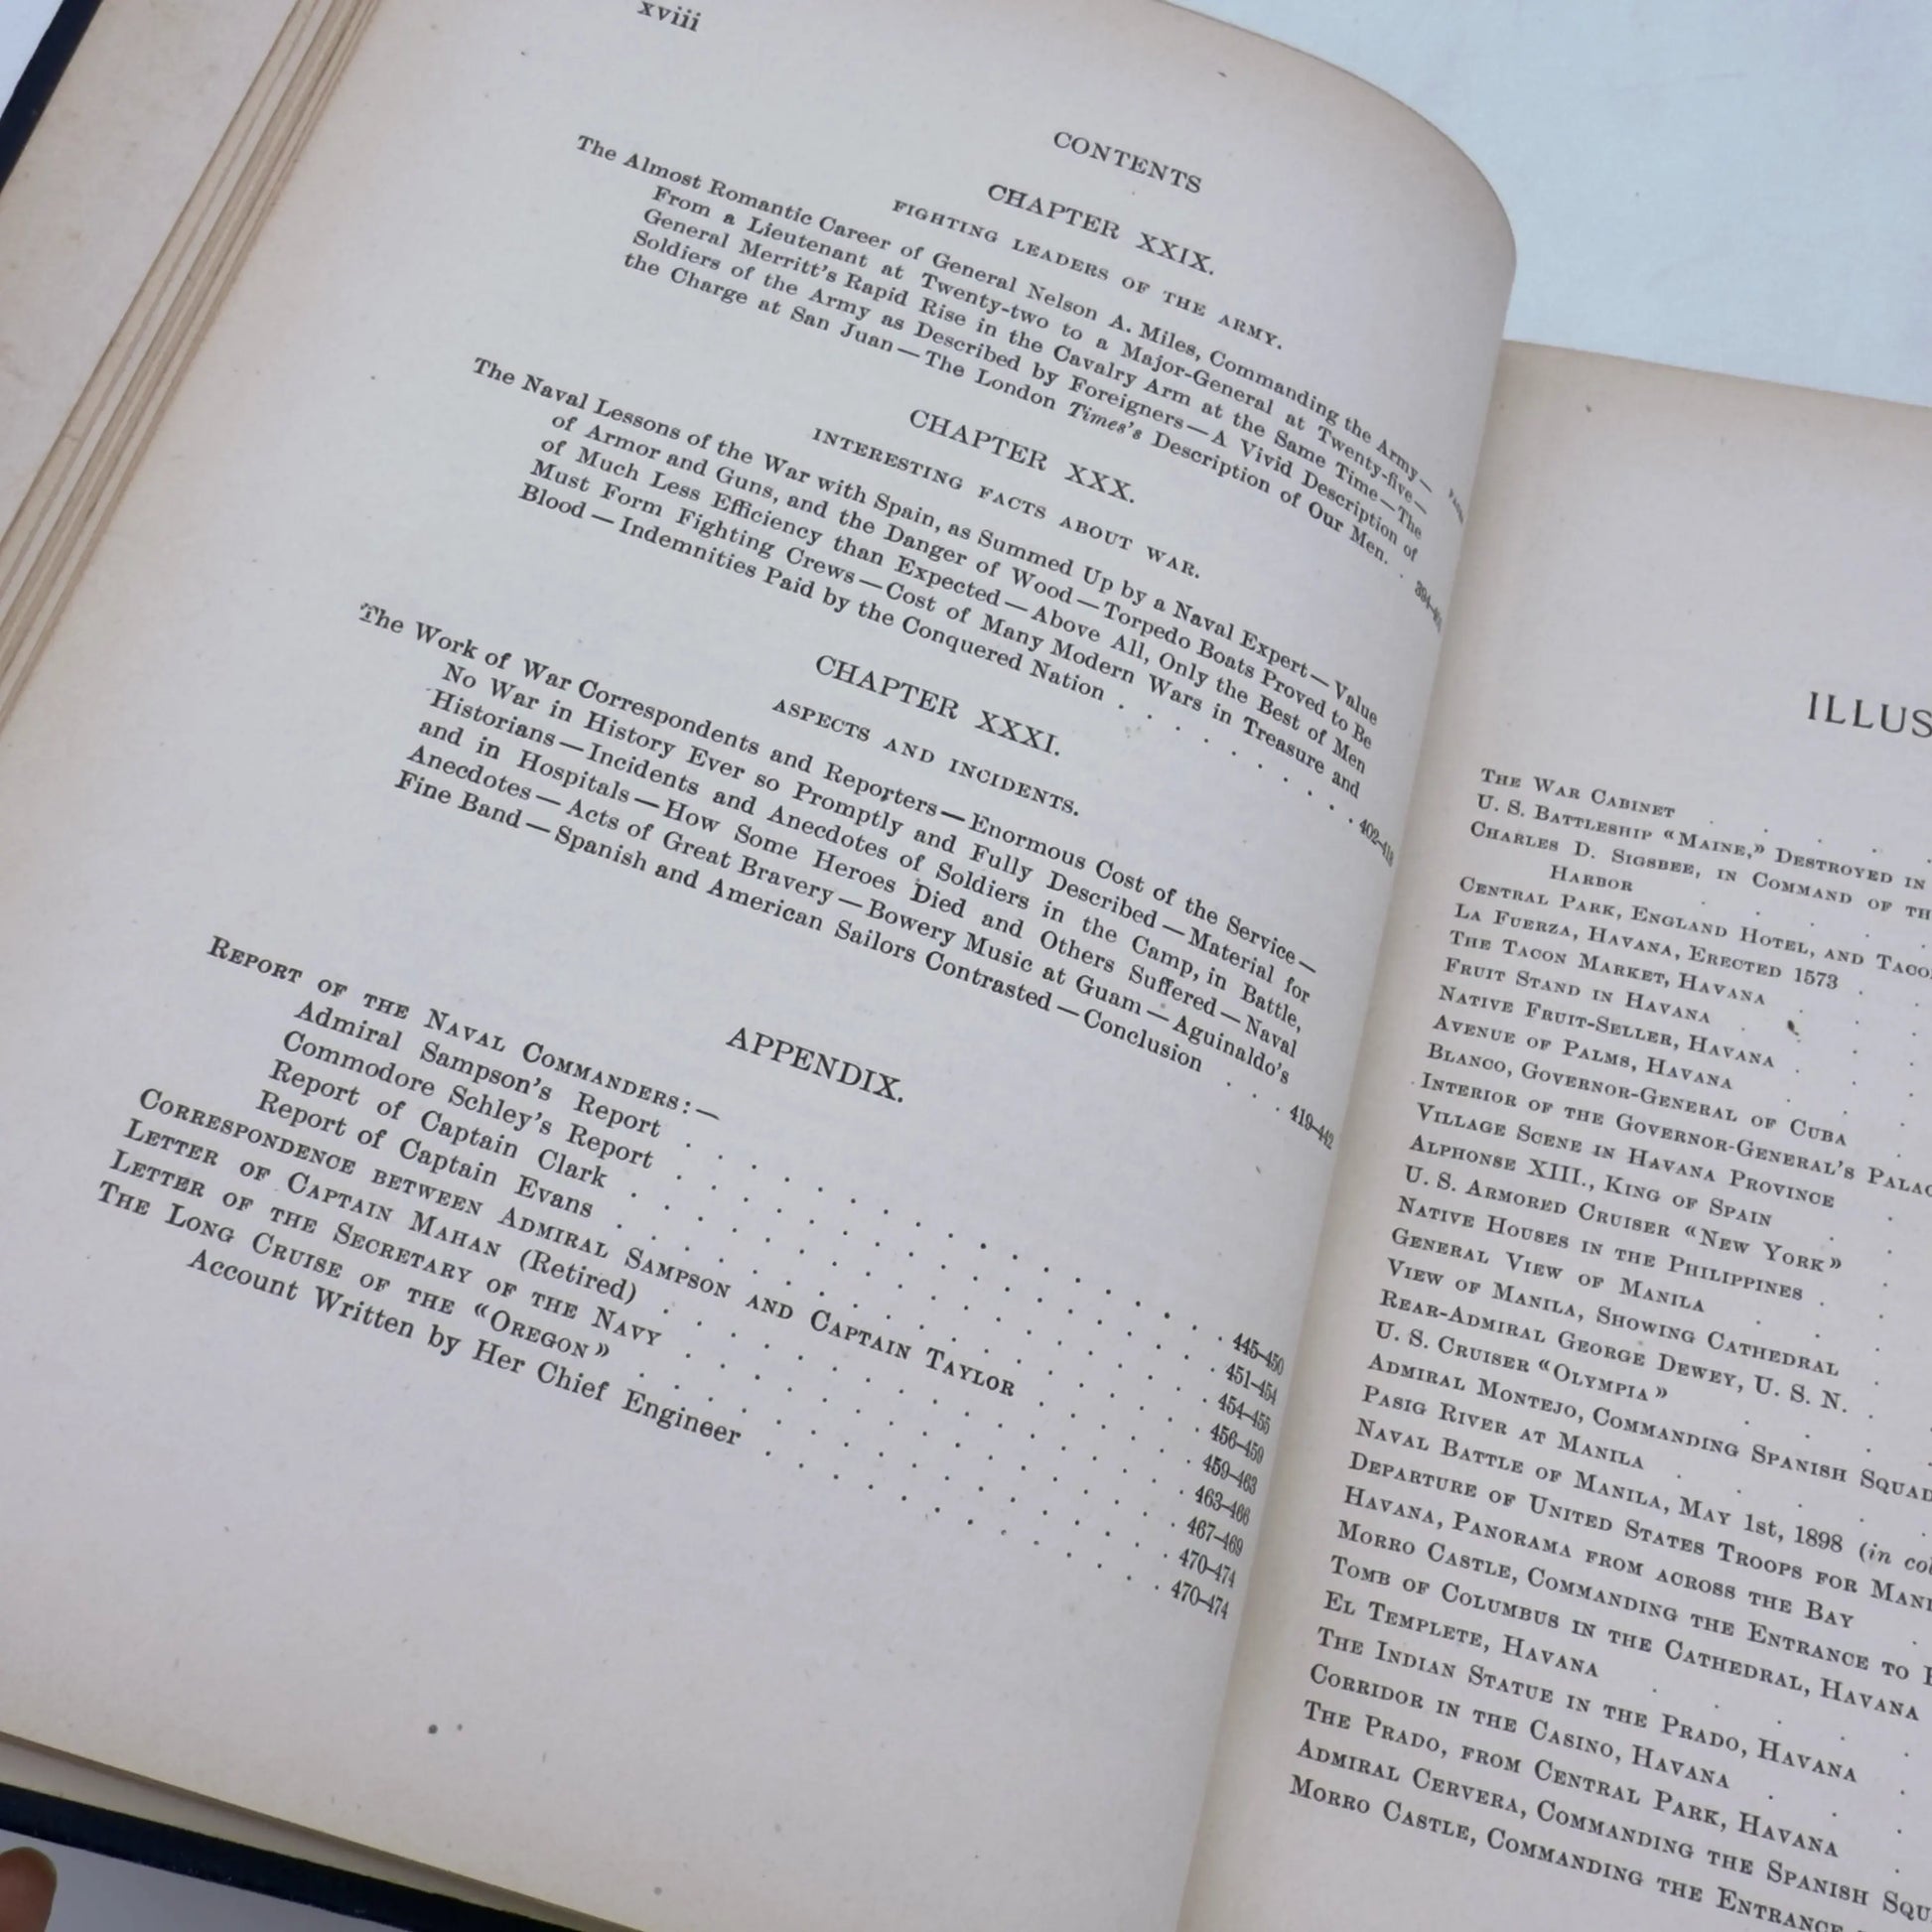 xviii
CONTENTS
CHAPTER XXIX.
FIGHTING LEADERS OF THE ARMY.
The Almost Romantic Career of General Nelson A. Miles, Commanding the Army—
From a Lieutenant at Twenty-two to a Major-General at Twenty-five—
General Merritt's Rapid Rise in the Cavalry Arm at the Same Time—The
Soldiers of the Army as Described by Foreigners—A Vivid Description of
the Charge at San Juan—The London Times's Description of Our Men. .
CHAPTER XXX.
INTERESTING FACTS ABOUT WAR.
The Naval Lessons of the War with Spain, as Summed Up by a Naval Expert—Value
of Armor and Guns, and the Danger of Wood—Torpedo Boats Proved to Be
of Much Less Efficiency than Expected—Above All, Only the Best of Men
Must Form Fighting Crews—Cost of Many Modern Wars in Treasure and
Blood—Indemnities Paid by the Conquered Nation . . . . . . . . . 402–418
CHAPTER XXXI.
ASPECTS AND INCIDENTS.
The Work of War Correspondents and Reporters—Enormous Cost of the Service—
No War in History Ever so Promptly and Fully Described—Material for
Historians—Incidents and Anecdotes of Soldiers in the Camp, in Battle,
and in Hospitals—How Some Heroes Died and Others Suffered—Naval
Anecdotes—Acts of Great Bravery—Bowery Music at Guam—Aguinaldo's
Fine Band—Spanish and American Sailors Contrasted—Conclusion . . . 419–442
APPENDIX.
REPORT OF THE NAVAL COMMANDERS:—
Admiral Sampson's Report . . . . . . . . . 445–450
Commodore Schley's Report . . . . . . . . . 451–454
Report of Captain Clark . . . . . . . . . 454–455
Report of Captain Evans . . . . . . . . . 456–459
CORRESPONDENCE BETWEEN ADMIRAL SAMPSON AND CAPTAIN TAYLOR . . . . 459–463
LETTER OF CAPTAIN MAHAN (Retired) . . . . . . . . . 463–466
LETTER OF THE SECRETARY OF THE NAVY . . . . . . . . . 467–469
THE LONG CRUISE OF THE «OREGON» . . . . . . . . . 470–474
Account Written by Her Chief Engineer . . . . . . . . . 470–474
ILLUS
THE WAR CABINET
U. S. BATTLESHIP «MAINE,» DESTROYED IN
CHARLES D. SIGSBEE, IN COMMAND OF TH
HARBOR
CENTRAL PARK, ENGLAND HOTEL, AND TACO
LA FUERZA, HAVANA, ERECTED 1573
THE TACON MARKET, HAVANA
FRUIT STAND IN HAVANA
NATIVE FRUIT-SELLER, HAVANA
AVENUE OF PALMS, HAVANA
BLANCO, GOVERNOR-GENERAL OF CUBA
INTERIOR OF THE GOVERNOR-GENERAL'S PALAC
VILLAGE SCENE IN HAVANA PROVINCE
ALPHONSE XIII., KING OF SPAIN
U. S. ARMORED CRUISER «NEW YORK»
NATIVE HOUSES IN THE PHILIPPINES
GENERAL VIEW OF MANILA
VIEW OF MANILA, SHOWING CATHEDRAL
REAR-ADMIRAL GEORGE DEWEY, U. S. N.
U. S. CRUISER «OLYMPIA»
ADMIRAL MONTEJO, COMMANDING SPANISH SQUAD
PASIG RIVER AT MANILA
NAVAL BATTLE OF MANILA, MAY 1st, 1898 (in col
DEPARTURE OF UNITED STATES TROOPS FOR MANI
HAVANA, PANORAMA FROM ACROSS THE BAY
MORRO CASTLE, COMMANDING THE ENTRANCE TO
TOMB OF COLUMBUS IN THE CATHEDRAL, HAVANA
EL TEMPLETE, HAVANA
THE INDIAN STATUE IN THE PRADO, HAVANA
CORRIDOR IN THE CASINO, HAVANA
THE PRADO, FROM CENTRAL PARK, HAVANA
ADMIRAL CERVERA, COMMANDING THE SPANISH SQU
MORRO CASTLE, COMMANDING THE ENTRANCE